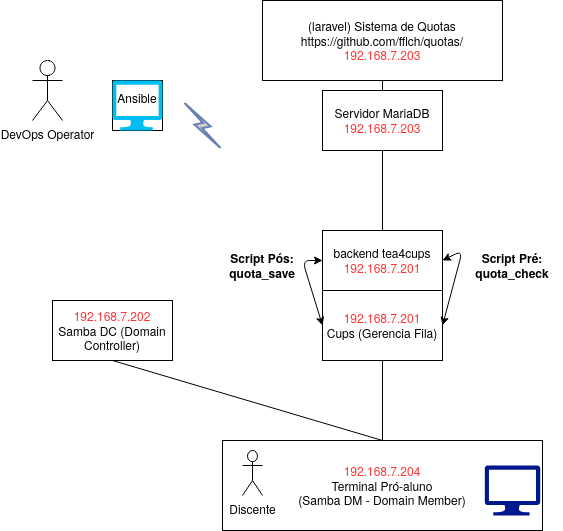 (laravel) Sistema de Quotas
https://github.com/fflch/quotas/
192.168.7.203
Ansible
DevOps Operator
Servidor MariaDB
192.168.7.203
Script Pós:
quota_save
backend tea4cups
192.168.7.201
Script Pré:
quota_check
192.168.7.202
Samba DC (Domain
Controller)
192.168.7.201
Cups (Gerencia Fila)
192.168.7.204
Terminal Pró-aluno
(Samba DM - Domain Member)
Discente